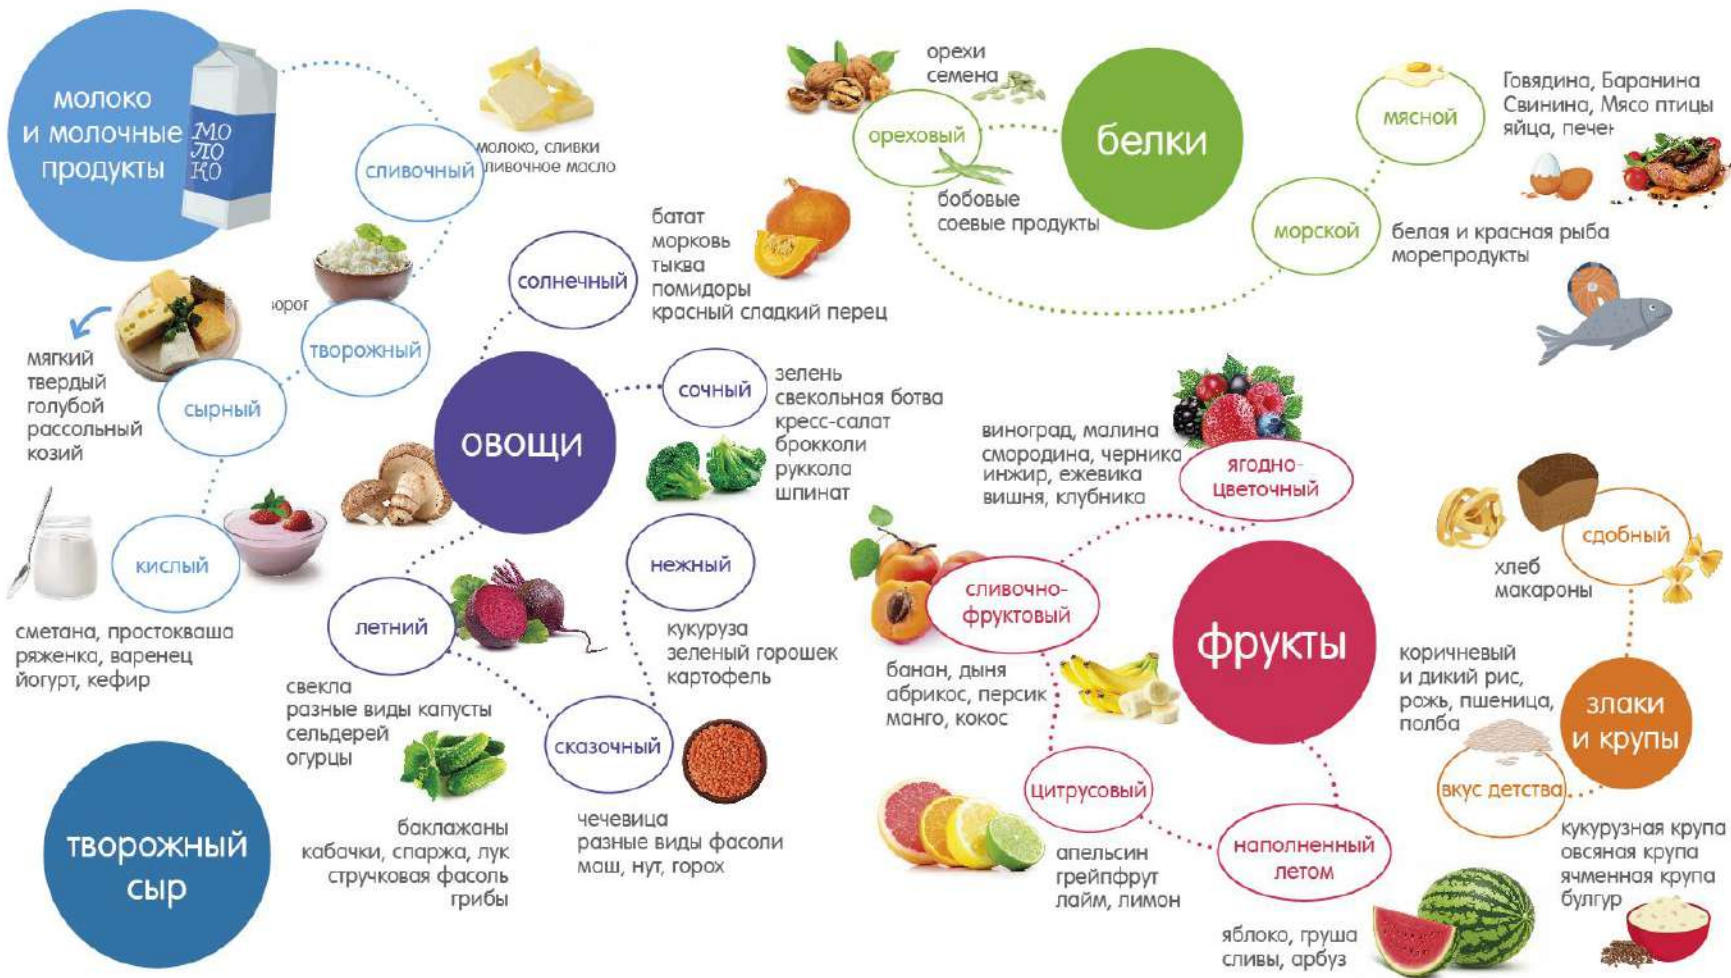 молоко
и молочные
продукты
МО
ЛО
КО
сливочный
молоко, сливки
ливочное масло
творожный
сырный
мягкий
твердый
голубой
рассольный
козий
кислый
сметана, простокваша
ряженка, варенец
йогурт, кефир
творожный
сыр
овощи
солнечный
батат
морковь
тыква
помидоры
красный сладкий перец
сочный
зелень
свекольная ботва
кресс-салат
брокколи
руккола
шпинат
нежный
кукуруза
зеленый горошек
картофель
летний
свекла
разные виды капусты
сельдерей
огурцы
баклажаны
кабачки, спаржа, лук
стручковая фасоль
грибы
сказочный
чечевица
разные виды фасоли
маш, нут, горох
белки
ореховый
орехи
семена
бобовые
соевые продукты
мясной
Говядина, Баранина
Свинина, Мясо птицы
яйца, печен
морской
белая и красная рыба
морепродукты
фрукты
ягодно-
цветочный
виноград, малина
смородина, черника
инжир, ежевика
вишня, клубника
сливочно-
фруктовый
банан, дыня
абрикос, персик
манго, кокос
цитрусовый
апельсин
грейпфрут
лайм, лимон
наполненный
летом
яблоко, груша
сливы, арбуз
злаки
и крупы
сдобный
хлеб
макароны
вкус детства
коричневый
и дикий рис,
рожь, пшеница,
полба
кукурузная крупа
овсяная крупа
ячменная крупа
булгур